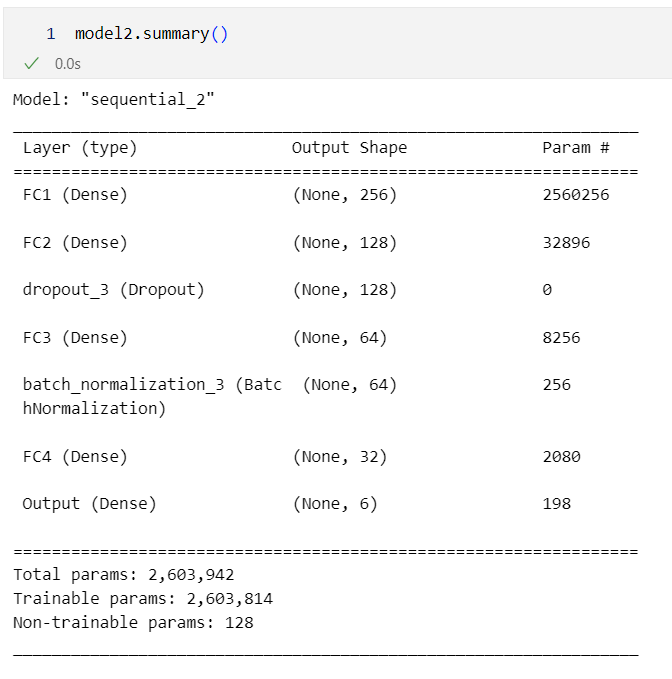 1 model2.summary()
✓ 0.0s
Model: "sequential_2"
_________________________________________________________________
Layer (type) Output Shape Param #
=================================================================
FC1 (Dense) (None, 256) 2560256
FC2 (Dense) (None, 128) 32896
dropout_3 (Dropout) (None, 128) 0
FC3 (Dense) (None, 64) 8256
batch_normalization_3 (Batc (None, 64) 256
hNormalization)
FC4 (Dense) (None, 32) 2080
Output (Dense) (None, 6) 198
=================================================================
Total params: 2,603,942
Trainable params: 2,603,814
Non-trainable params: 128
_________________________________________________________________